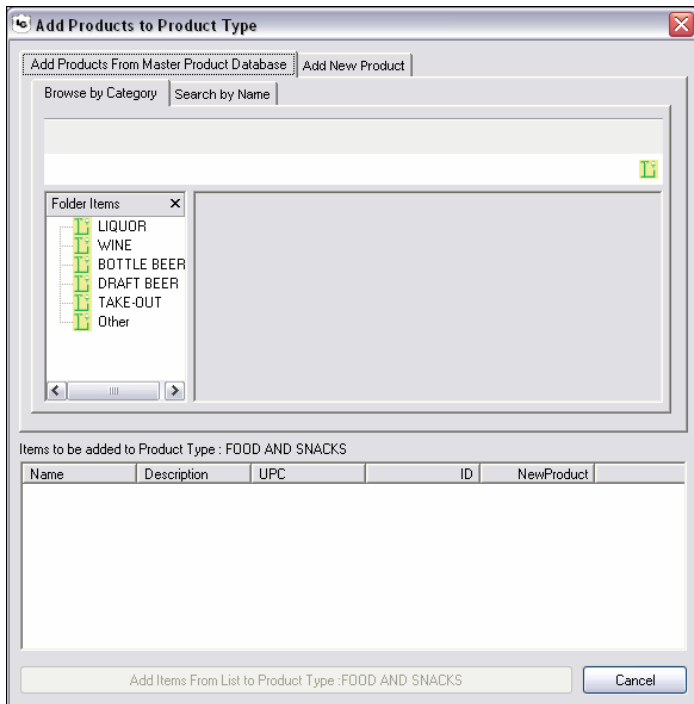 Add Products to Product Type
Add Products From Master Product Database Add New Product
Browse by Category Search by Name
Folder Items
LIQUOR
WINE
BOTTLE BEER
DRAFT BEER
TAKE-OUT
Other
Items to be added to Product Type : FOOD AND SNACKS
Name Description UPC ID NewProduct
Add Items From List to Product Type :FOOD AND SNACKS Cancel